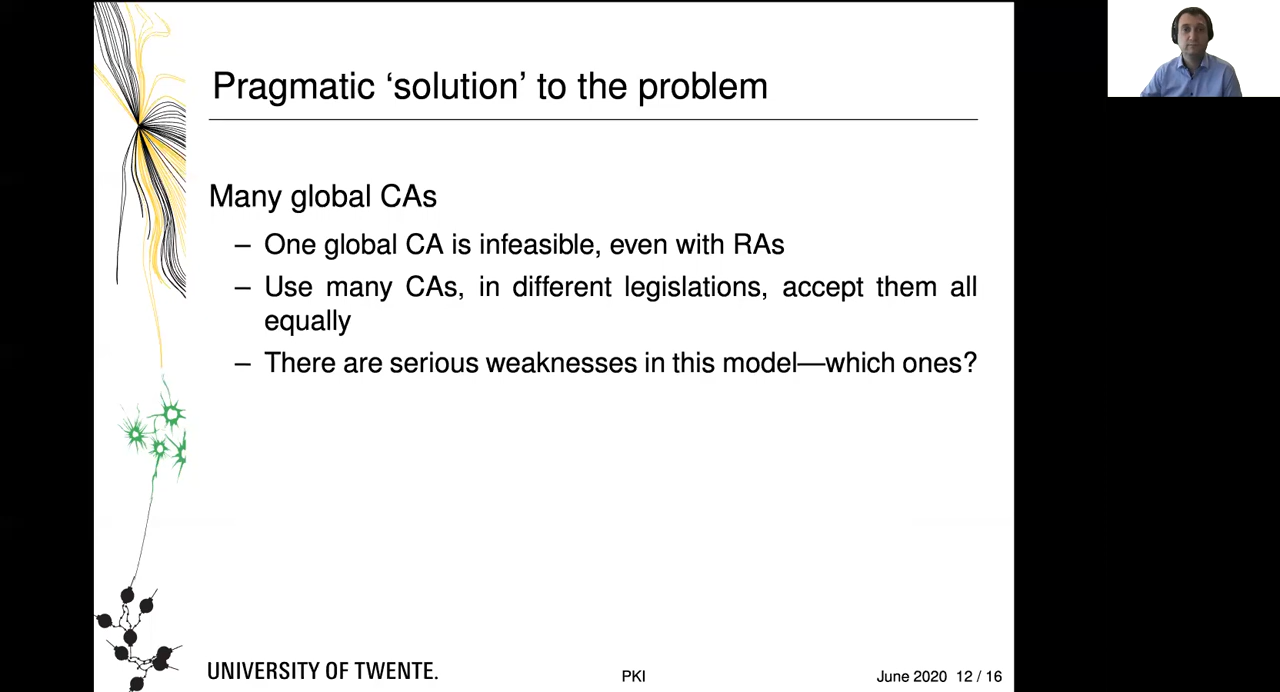 Pragmatic ‘solution’ to the problem
Many global CAs
– One global CA is infeasible, even with RAs
– Use many CAs, in different legislations, accept them all
equally
– There are serious weaknesses in this model—which ones?
UNIVERSITY OF TWENTE.
PKI
June 2020 12 / 16